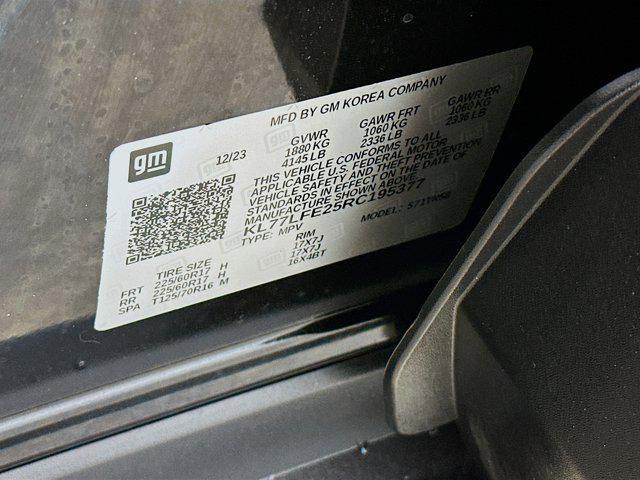 MFD BY GM KOREA COMPANY
gm
12/23
GVWR GAWR FRT GAWR RR
1880 KG 1060 KG 1060 KG
4145 LB 2336 LB 2336 LB
THIS VEHICLE CONFORMS TO ALL
APPLICABLE U.S. FEDERAL MOTOR
VEHICLE SAFETY AND THEFT PREVENTION
STANDARDS IN EFFECT ON THE DATE OF
MANUFACTURE SHOWN ABOVE.
KL77LFE25RC195377
TYPE: MPV MODEL:
TIRE SIZE RIM
FRT 225/60R17 H 17X7J
RR 225/60R17 H 17X7J
SPA T125/70R16 M 16X4BT